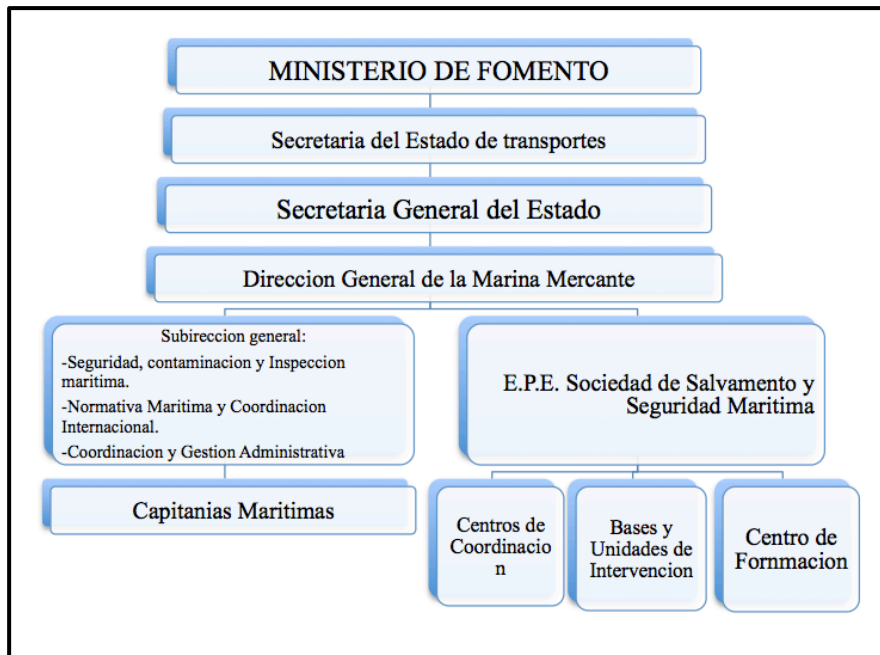 MINISTERIO DE FOMENTO
Secretaria del Estado de transportes
Secretaria General del Estado
Direccion General de la Marina Mercante
Subireccion general:
-Seguridad, contaminacion y Inspeccion
maritima.
-Normativa Maritima y Coordinacion
Internacional.
-Coordinacion y Gestion Administrativa
E.P.E. Sociedad de Salvamento y
Seguridad Maritima
Capitanias Maritimas
Centros de
Coordinacio
n
Bases y
Unidades de
Intervencion
Centro de
Fornmacion